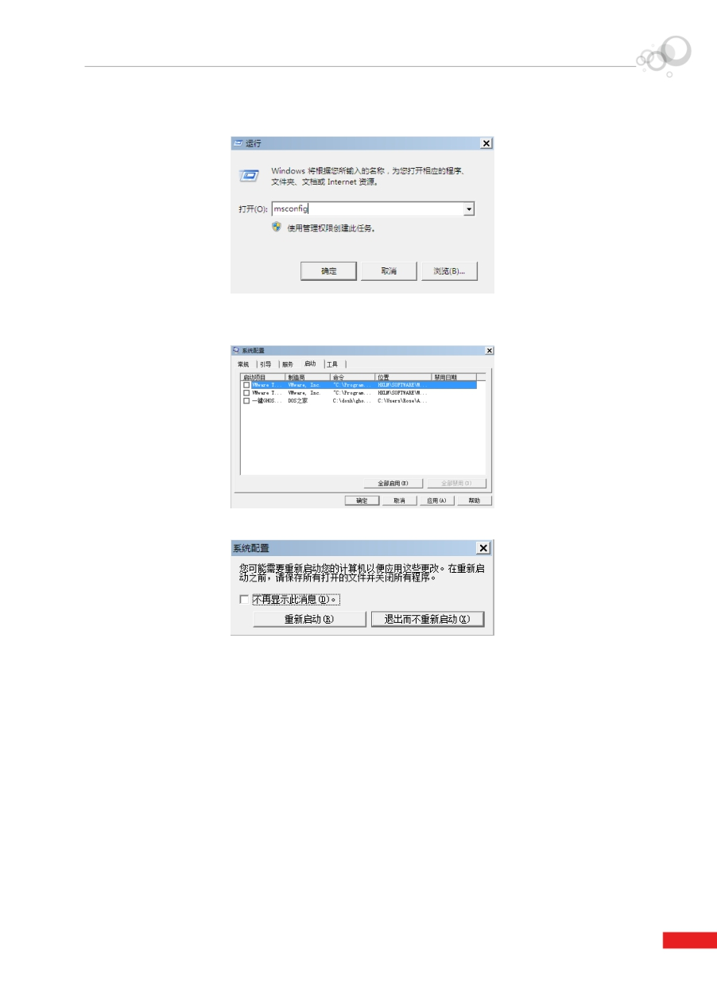 运行
Windows 将根据您所输入的名称，为您打开相应的程序、
文件夹、文档或 Internet 资源。
打开(O): msconfig
使用管理权限创建此任务。
确定 取消 浏览(B)...
系统配置
常规 引导 服务 启动 工具
启动项目 制造商 命令 位置 禁用日期
VMware T... VMware, Inc. "C:\Program... HKLM\SOFTWARE\M...
VMware T... VMware, Inc. "C:\Program... HKLM\SOFTWARE\M...
一键GHOS... DOS之家 C:\dosh\gho... C:\Users\Rose\A...
全部启用(E) 全部禁用(D)
确定 取消 应用(A) 帮助
系统配置
您可能需要重新启动您的计算机以便应用这些更改。在重新启
动之前，请保存所有打开的文件并关闭所有程序。
不再显示此消息(D)。
重新启动(R) 退出而不重新启动(X)